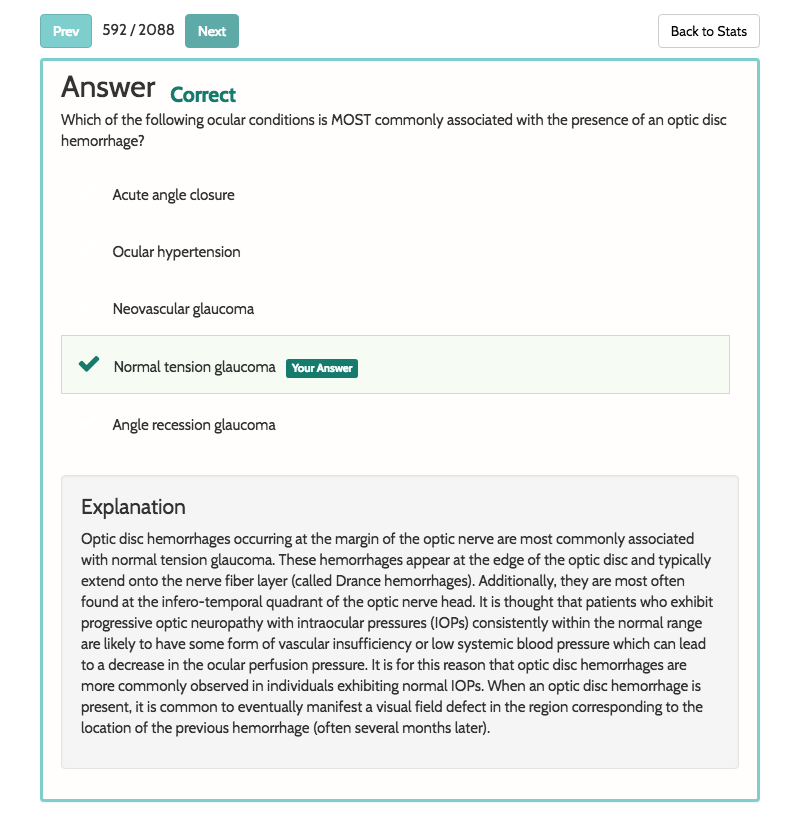 Prev 592 / 2088 Next Back to Stats
Answer Correct
Which of the following ocular conditions is MOST commonly associated with the presence of an optic disc
hemorrhage?
Acute angle closure
Ocular hypertension
Neovascular glaucoma
Normal tension glaucoma Your Answer
Angle recession glaucoma
Explanation
Optic disc hemorrhages occurring at the margin of the optic nerve are most commonly associated
with normal tension glaucoma. These hemorrhages appear at the edge of the optic disc and typically
extend onto the nerve fiber layer (called Drance hemorrhages). Additionally, they are most often
found at the infero-temporal quadrant of the optic nerve head. It is thought that patients who exhibit
progressive optic neuropathy with intraocular pressures (IOPs) consistently within the normal range
are likely to have some form of vascular insufficiency or low systemic blood pressure which can lead
to a decrease in the ocular perfusion pressure. It is for this reason that optic disc hemorrhages are
more commonly observed in individuals exhibiting normal IOPs. When an optic disc hemorrhage is
present, it is common to eventually manifest a visual field defect in the region corresponding to the
location of the previous hemorrhage (often several months later).